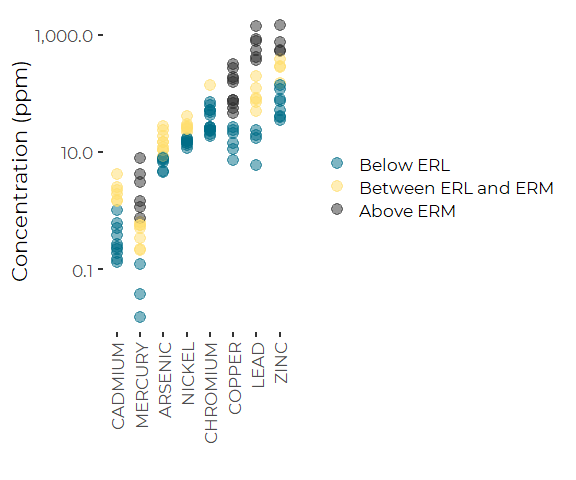 Concentration (ppm)
1,000.0
10.0
0.1
CADMIUM
MERCURY
ARSENIC
NICKEL
CHROMIUM
COPPER
LEAD
ZINC
Below ERL
Between ERL and ERM
Above ERM